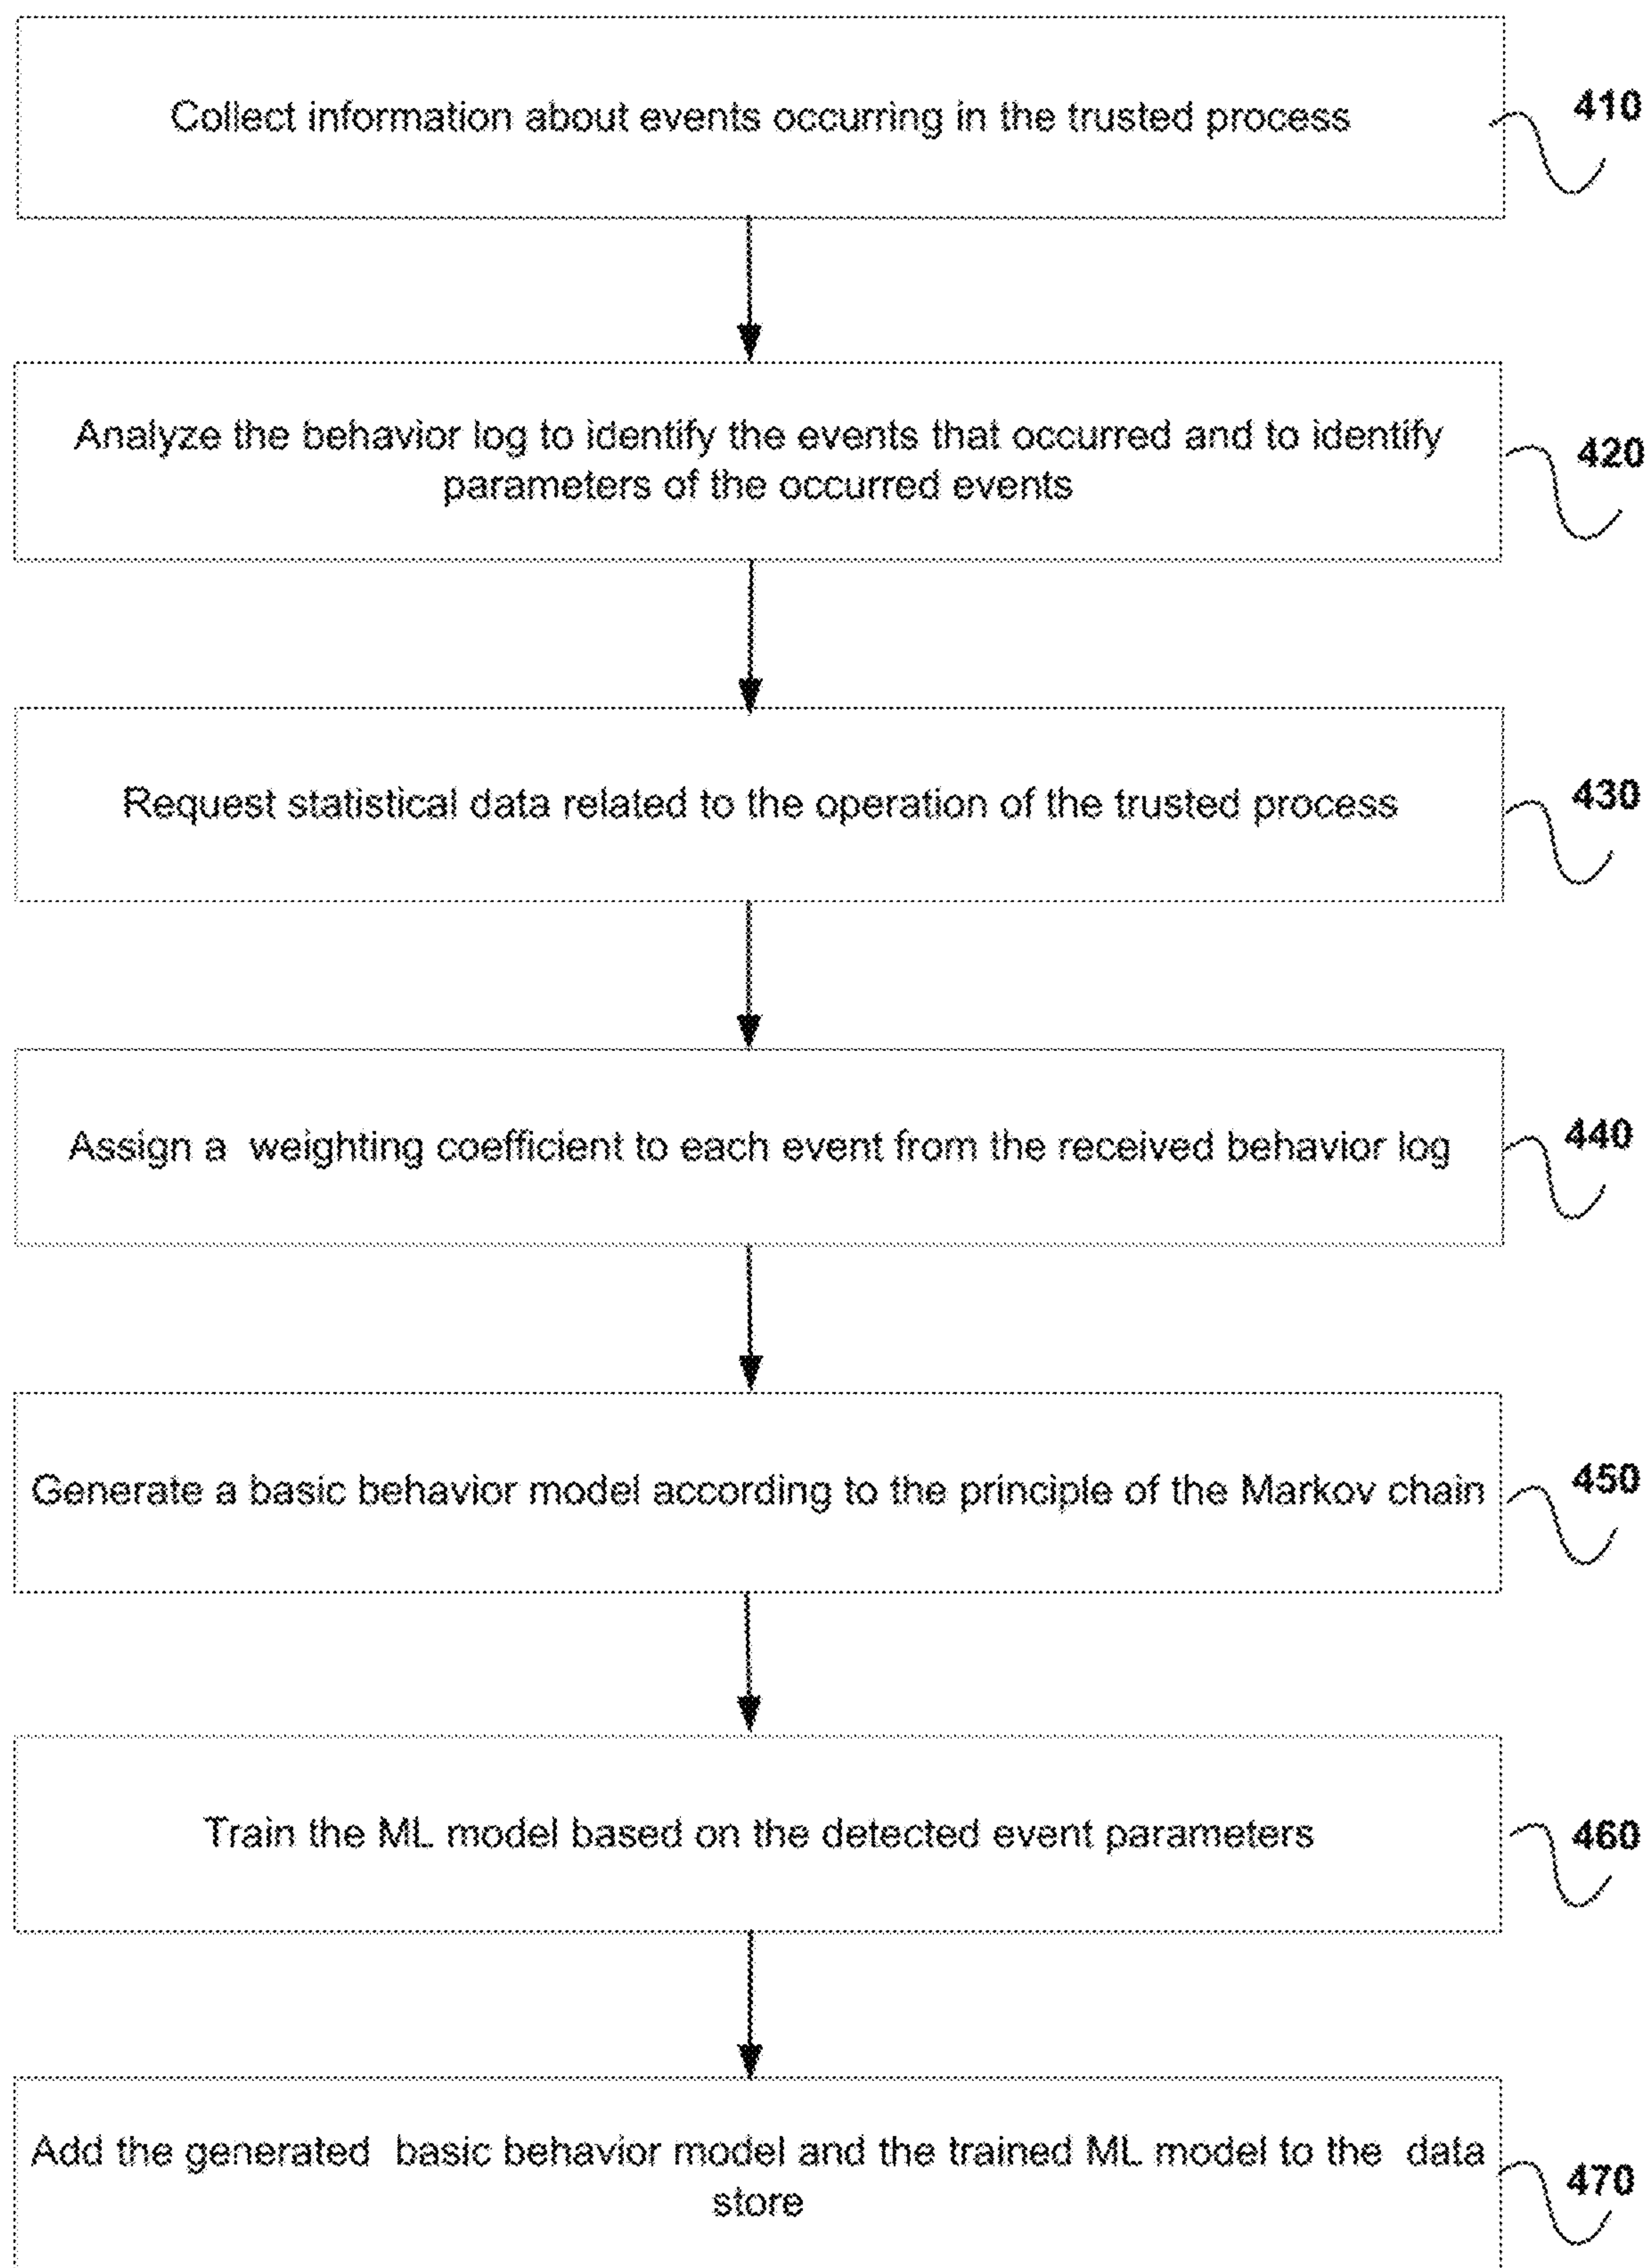 Collect information about events occurring in the trusted process
410
Analyze the behavior log to identify the events that occurred and to identify
parameters of the occurred events
420
Request statistical data related to the operation of the trusted process
430
Assign a weighting coefficient to each event from the received behavior log
440
Generate a basic behavior model according to the principle of the Markov chain
450
Train the ML model based on the detected event parameters
460
Add the generated basic behavior model and the trained ML model to the data
store
470